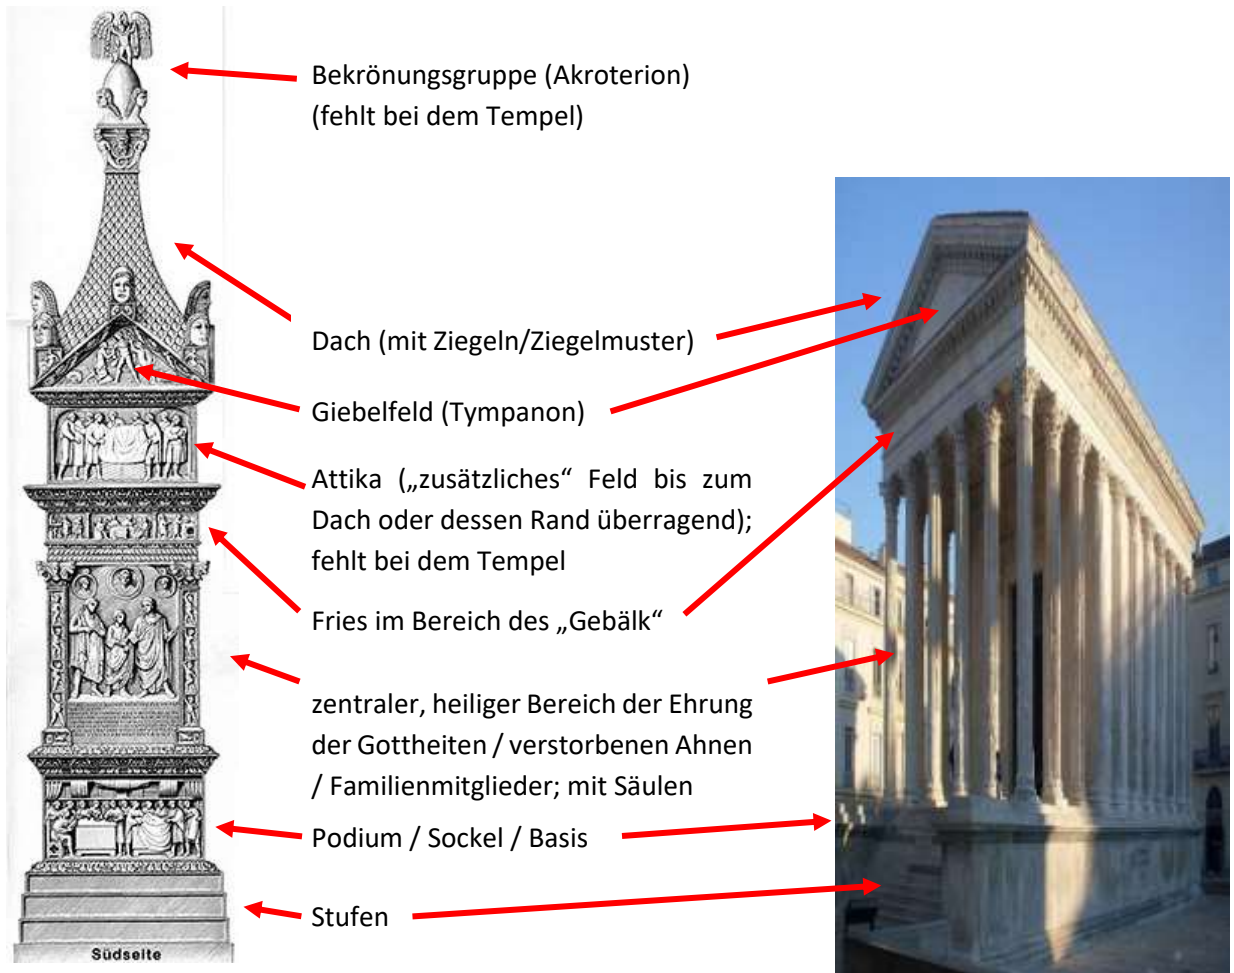 Bekrönungsgruppe (Akroterion)
(fehlt bei dem Tempel)
Dach (mit Ziegeln/Ziegelmuster)
Giebelfeld (Tympanon)
Attika („zusätzliches“ Feld bis zum
Dach oder dessen Rand überragend);
fehlt bei dem Tempel
Fries im Bereich des „Gebälk“
zentraler, heiliger Bereich der Ehrung
der Gottheiten / verstorbenen Ahnen
/ Familienmitglieder; mit Säulen
Podium / Sockel / Basis
Stufen
Südseite